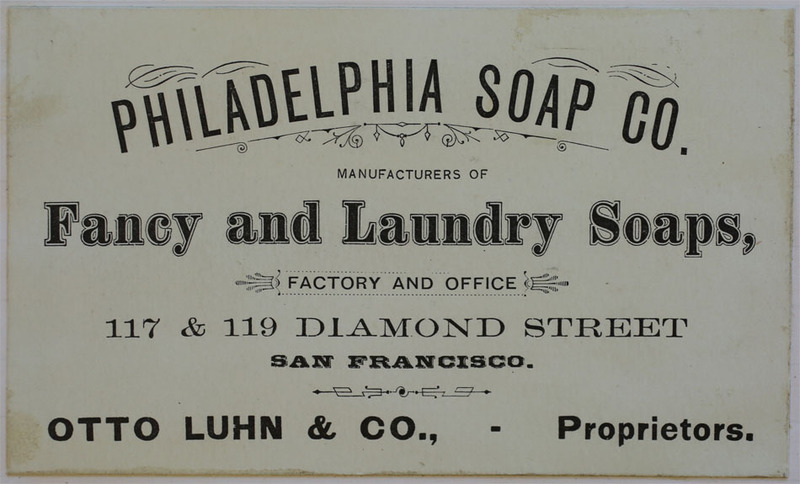 PHILADELPHIA SOAP CO.
MANUFACTURERS OF
Fancy and Laundry Soaps,
FACTORY AND OFFICE
117 & 119 DIAMOND STREET
SAN FRANCISCO.
OTTO LUHN & CO., - Proprietors.